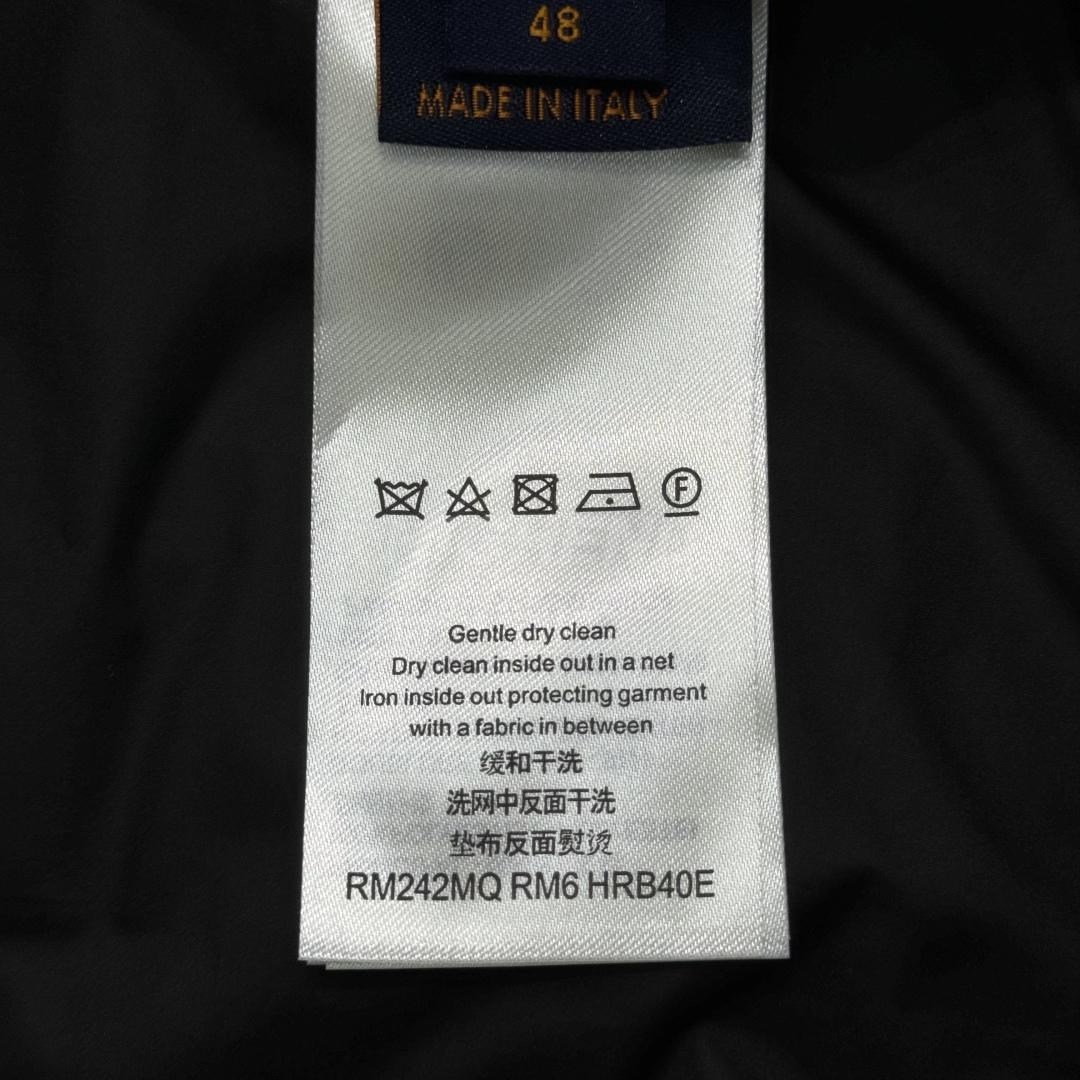 48
MADE IN ITALY
F
Gentle dry clean
Dry clean inside out in a net
Iron inside out protecting garment
with a fabric in between
缓和干洗
洗网中反面干洗
垫布反面熨烫
RM242MQ RM6 HRB40E